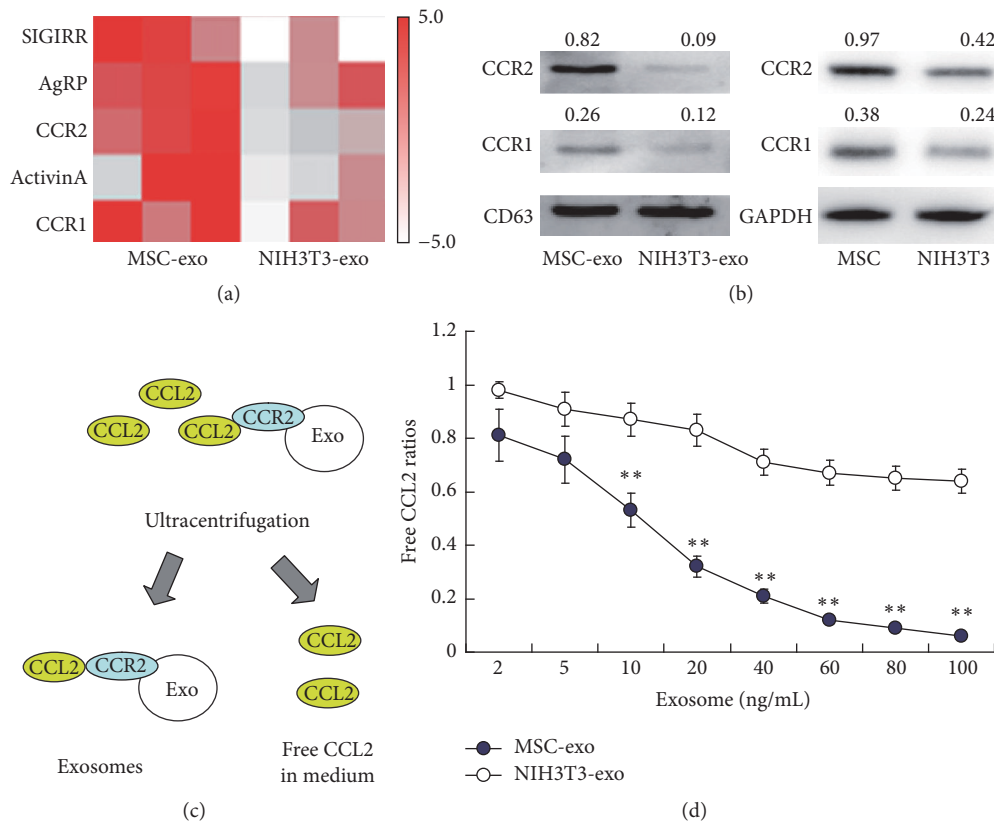 SIGIRR
AgRP
CCR2
ActivinA
CCR1
5.0
−5.0
MSC-exo NIH3T3-exo
(a)
0.82 0.09
CCR2
0.26 0.12
CCR1
CD63
MSC-exo NIH3T3-exo
0.97 0.42
CCR2
0.38 0.24
CCR1
GAPDH
MSC NIH3T3
(b)
CCL2
CCL2
CCL2
CCR2
Exo
Ultracentrifugation
CCL2
CCR2
Exo
CCL2
CCL2
Exosomes
Free CCL2
in medium
(c)
Free CCL2 ratios
1.2
1
0.8
0.6
0.4
0.2
0
**
**
**
**
**
**
2 5 10 20 40 60 80 100
Exosome (ng/mL)
MSC-exo
NIH3T3-exo
(d)